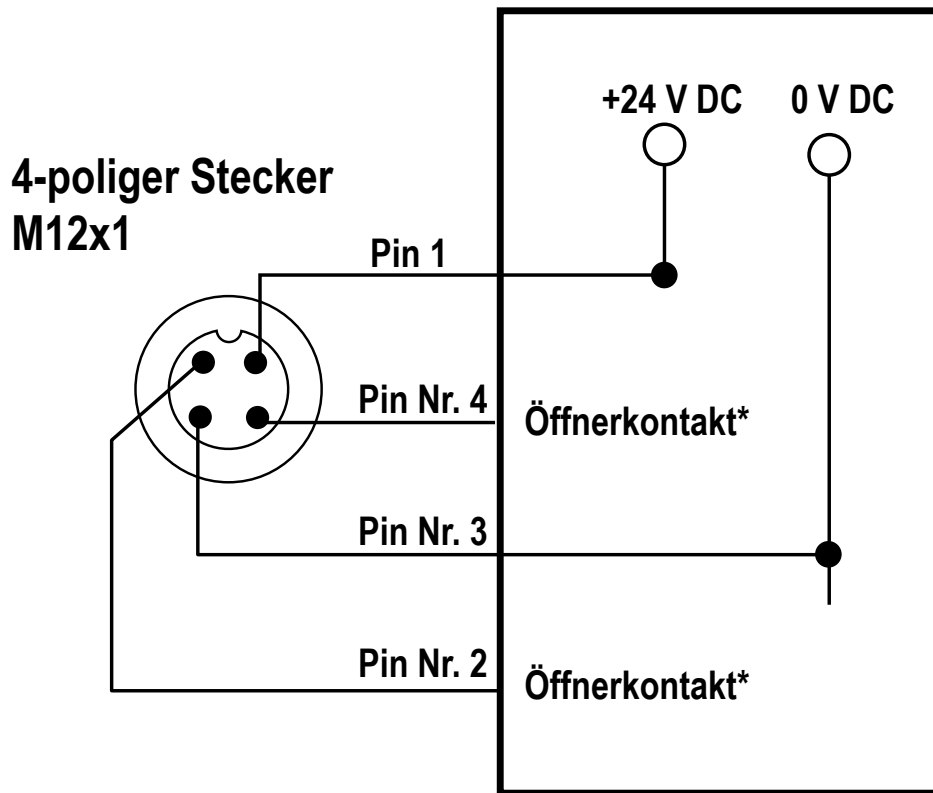 +24 V DC
0 V DC
4-poliger Stecker
M12x1
Pin 1
Pin Nr. 4
Öffnerkontakt*
Pin Nr. 3
Pin Nr. 2
Öffnerkontakt*